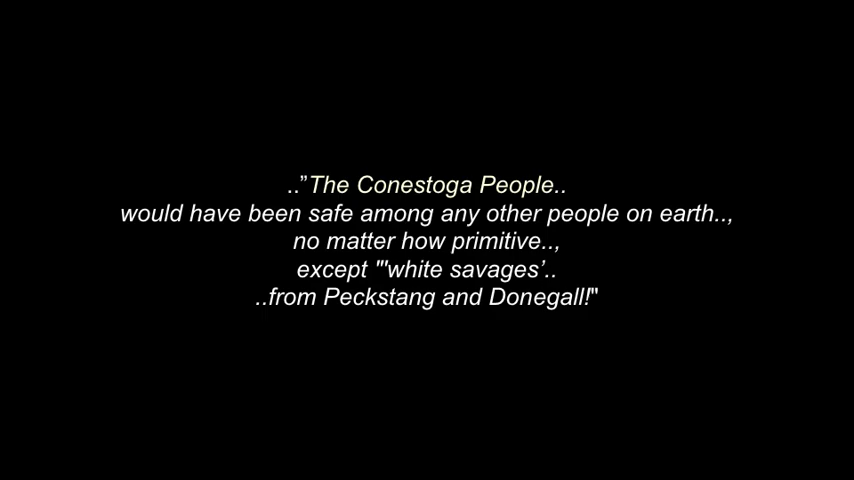 ..”The Conestoga People..
would have been safe among any other people on earth..,
no matter how primitive..,
except "'white savages’..
..from Peckstang and Donegall!"